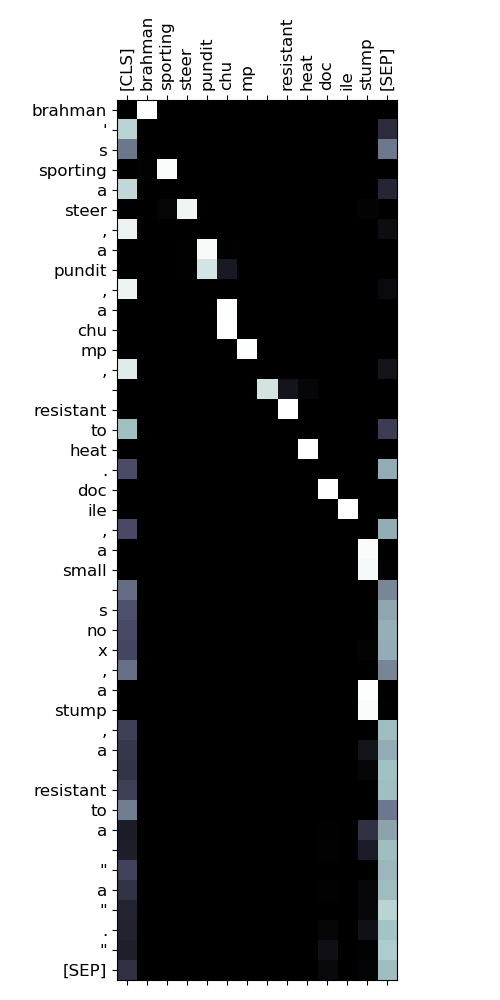 [CLS] brahman sporting steer pundit chu mp resistant heat doc ile stump [SEP]
brahman
'
s
sporting
a
steer
,
a
pundit
,
a
chu
mp
,
resistant
to
heat
.
doc
ile
,
a
small
s
no
x
,
a
stump
,
a
resistant
to
a
"
a
"
.
"
[SEP]